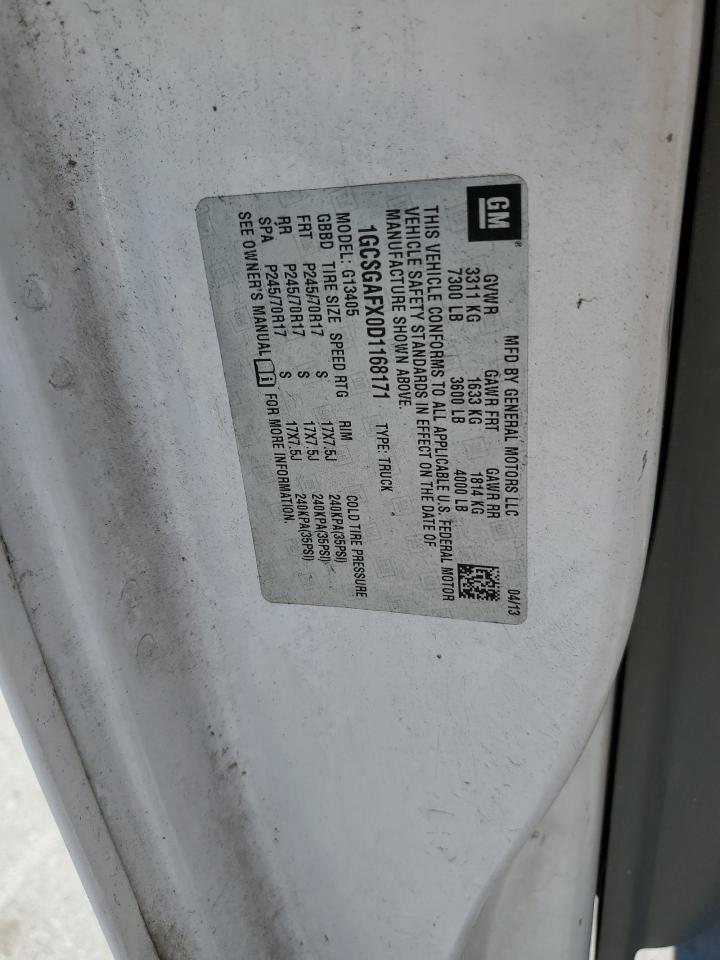 GM ®
MFD BY GENERAL MOTORS LLC 04/13
GVWR GAWR FRT GAWR RR
3311 KG 1633 KG 1814 KG
7300 LB 3600 LB 4000 LB
THIS VEHICLE CONFORMS TO ALL APPLICABLE U.S. FEDERAL MOTOR
VEHICLE SAFETY STANDARDS IN EFFECT ON THE DATE OF
MANUFACTURE SHOWN ABOVE.
1GCSGAFX0D1168171 TYPE: TRUCK
MODEL: G13405
GBBD TIRE SIZE SPEED RTG RIM COLD TIRE PRESSURE
FRT P245/70R17 S 17X7.5J 240KPA(35PSI)
RR P245/70R17 S 17X7.5J 240KPA(35PSI)
SPA P245/70R17 S 17X7.5J 240KPA(35PSI)
SEE OWNER'S MANUAL FOR MORE INFORMATION.